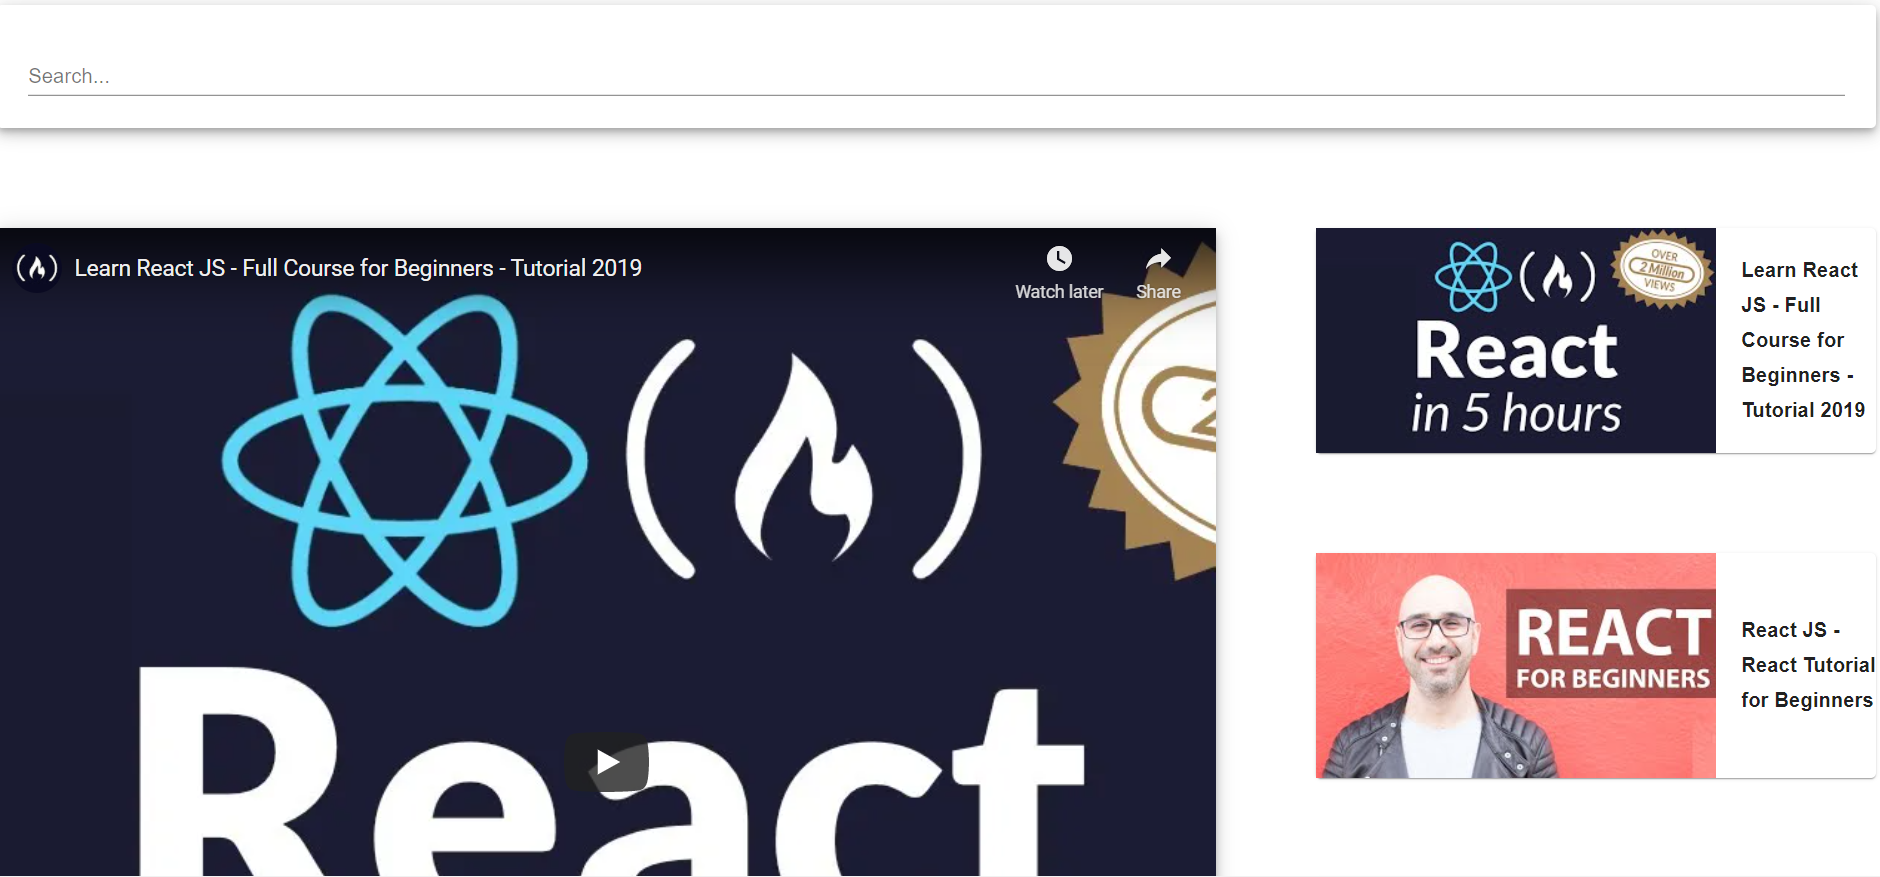 Search...
Learn React JS - Full Course for Beginners - Tutorial 2019
Watch later
Share
2
React
OVER
2 Million
VIEWS
React
in 5 hours
Learn React
JS - Full
Course for
Beginners -
Tutorial 2019
REACT
FOR BEGINNERS
React JS -
React Tutorial
for Beginners